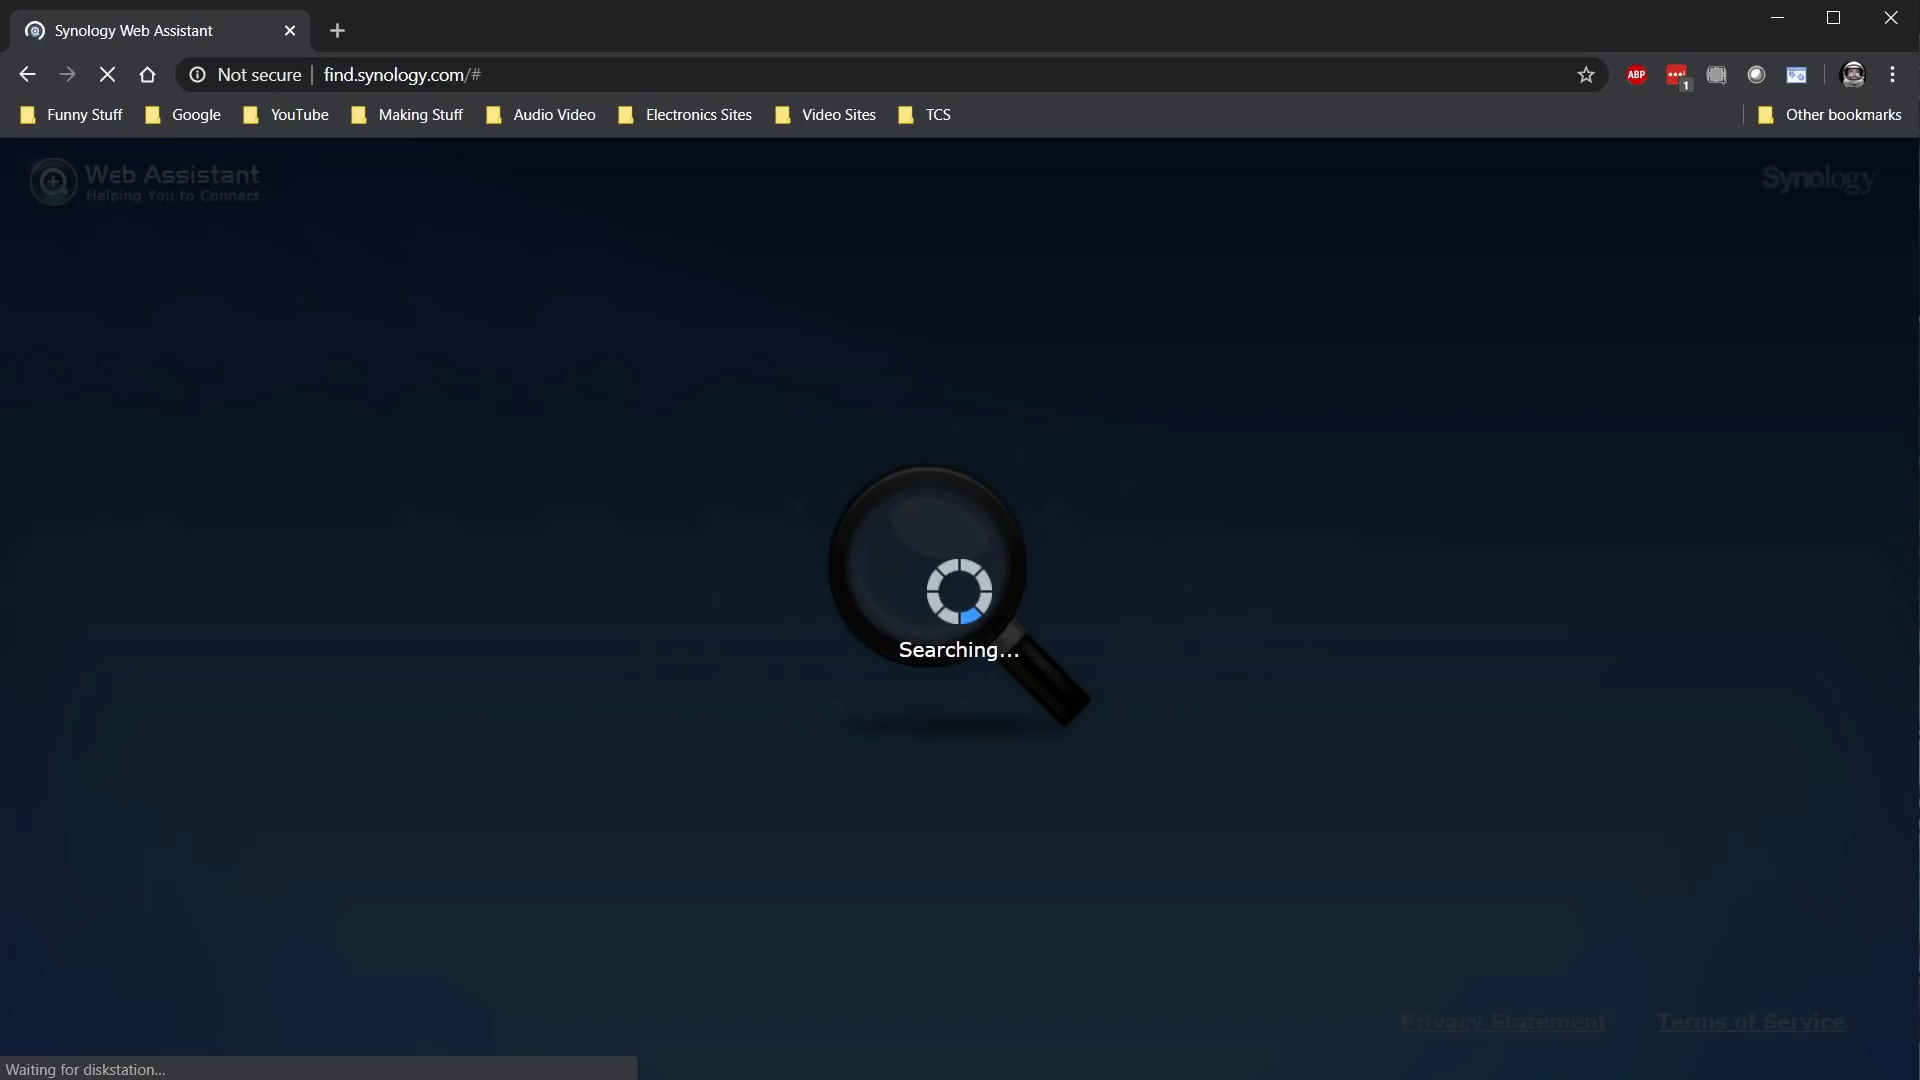 Synology Web Assistant
Not secure
find.synology.com/#
ABP
1
Funny Stuff
Google
YouTube
Making Stuff
Audio Video
Electronics Sites
Video Sites
TCS
Other bookmarks
Web Assistant
Helping You to Connect
Synology
Searching...
Privacy Statement
Terms of Service
Waiting for diskstation...